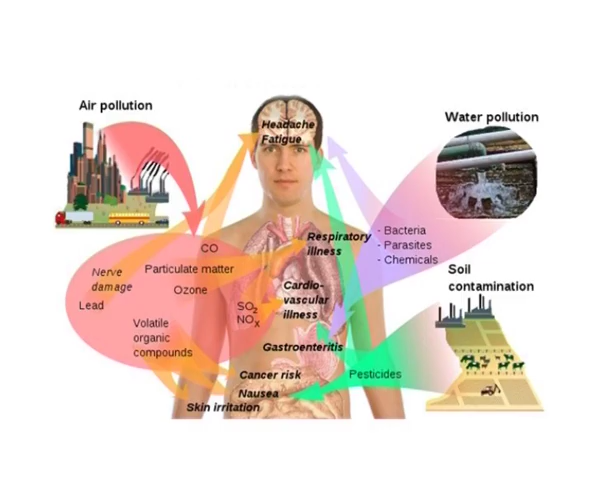 Air pollution
Water pollution
Headache
Fatigue
Respiratory
illness
- Bacteria
- Parasites
- Chemicals
CO
Particulate matter
Nerve
damage
Ozone
Lead
SO2
NOx
Cardio-
vascular
illness
Soil
contamination
Volatile
organic
compounds
Gastroenteritis
Cancer risk
Pesticides
Nausea
Skin irritation